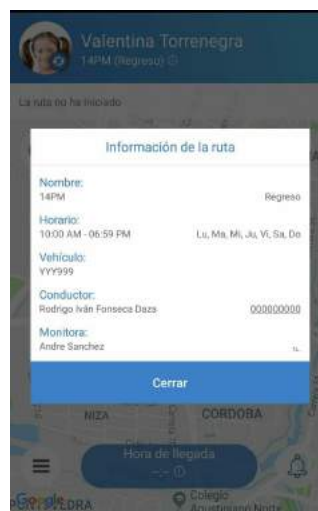 Valentina Torrenegra
14PM (Regreso)
La ruta no ha iniciado
Información de la ruta
Nombre:
14PM Regreso
Horario:
10:00 AM - 06:59 PM Lu, Ma, Mi, Ju, Vi, Sa, Do
Vehículo:
YYY999
Conductor:
Rodrigo Iván Fonseca Daza 000000000
Monitora:
Andre Sanchez
Cerrar
NIZA CORDOBA
Hora de llegada
--:--
Google
Colegio
Agustiniano Norte